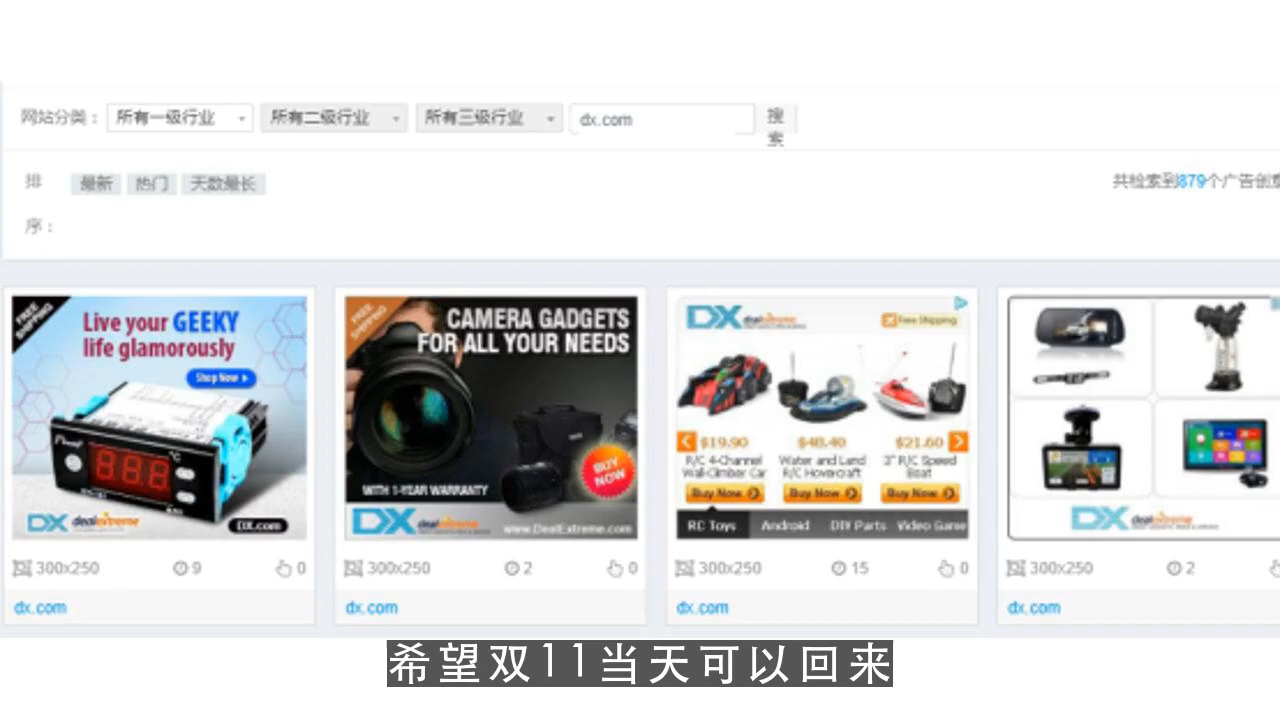 网站分类： 所有一级行业 所有二级行业 所有三级行业 dx.com 搜索
排序： 最新 热门 天数最长 共检索到879个广告创意
FREE SHIPPING
Live your GEEKY
life glamorously
Shop Now
888 °C
DX dealextreme DX.com
FREE SHIPPING
CAMERA GADGETS
FOR ALL YOUR NEEDS
BUY NOW
WITH 1-YEAR WARRANTY
DX dealextreme www.DealExtreme.com
DX dealextreme Free Shipping
$19.90 $48.40 $21.60
R/C 4-Channel Wall-Climber Car
Water and Land R/C Hovercraft
3" R/C Speed Boat
Buy Now Buy Now Buy Now
RC Toys Android DIY Parts Video Game
DX dealextreme
300x250 9 0
300x250 2 0
300x250 15 0
300x250 2
dx.com dx.com dx.com dx.com
希望双11当天可以回来